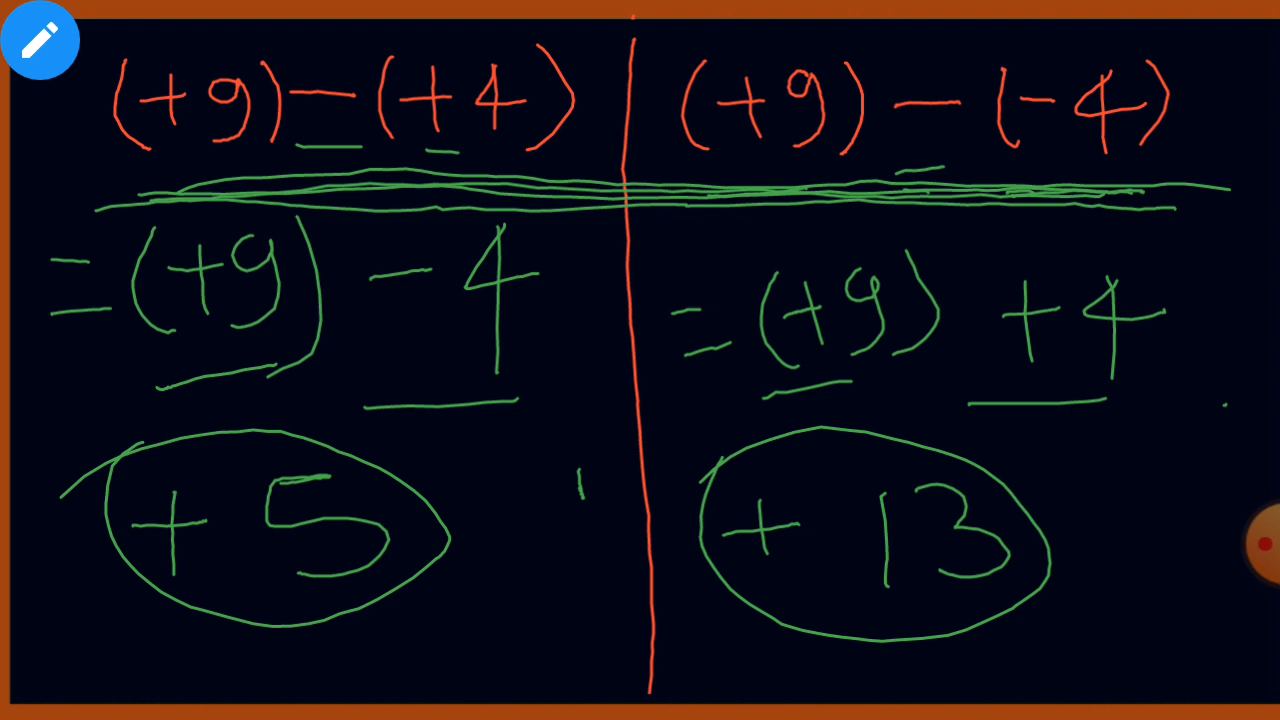 (+9) - (+4)
= (+9) - 4
+ 5
(+9) - (-4)
= (+9) + 4
+ 13